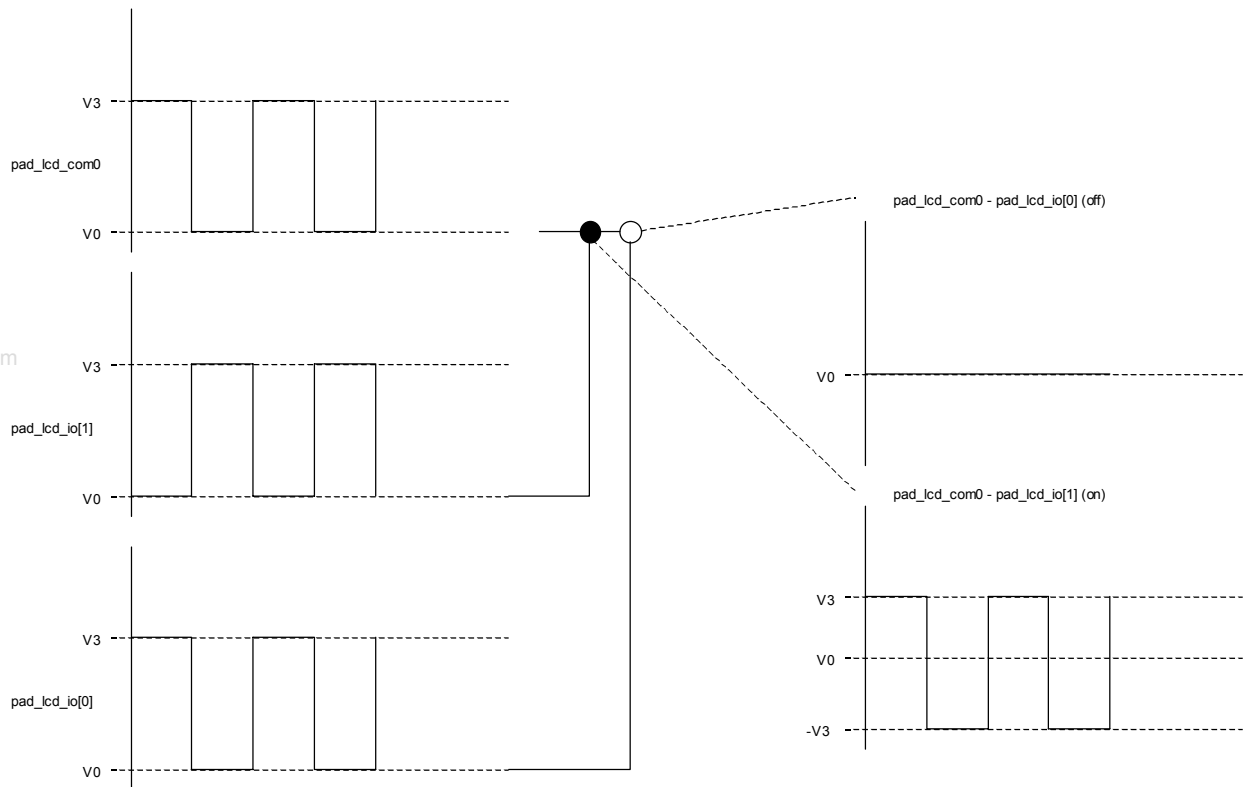 V3
pad_lcd_com0
V0
m
V3
pad_lcd_io[1]
V0
V3
pad_lcd_io[0]
V0
pad_lcd_com0 - pad_lcd_io[0] (off)
V0
pad_lcd_com0 - pad_lcd_io[1] (on)
V3
V0
-V3